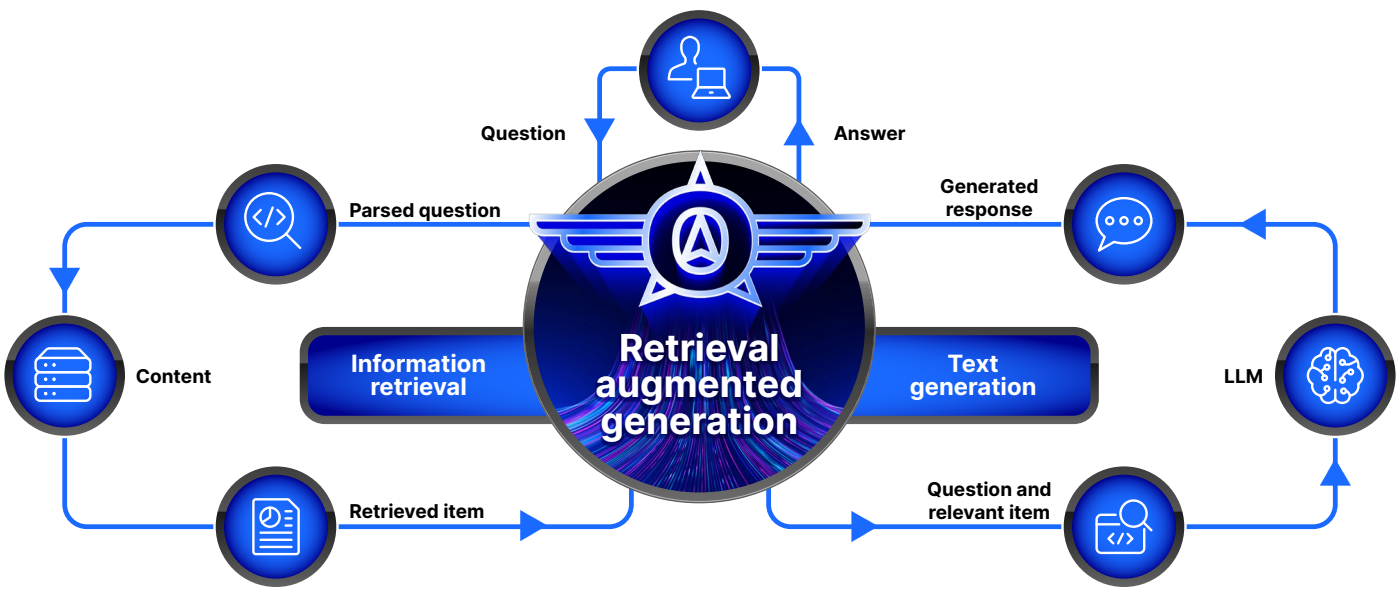 Question
Answer
Parsed question
Generated
response
Information
retrieval
Retrieval
augmented
generation
Text
generation
Content
LLM
Retrieved item
Question and
relevant item